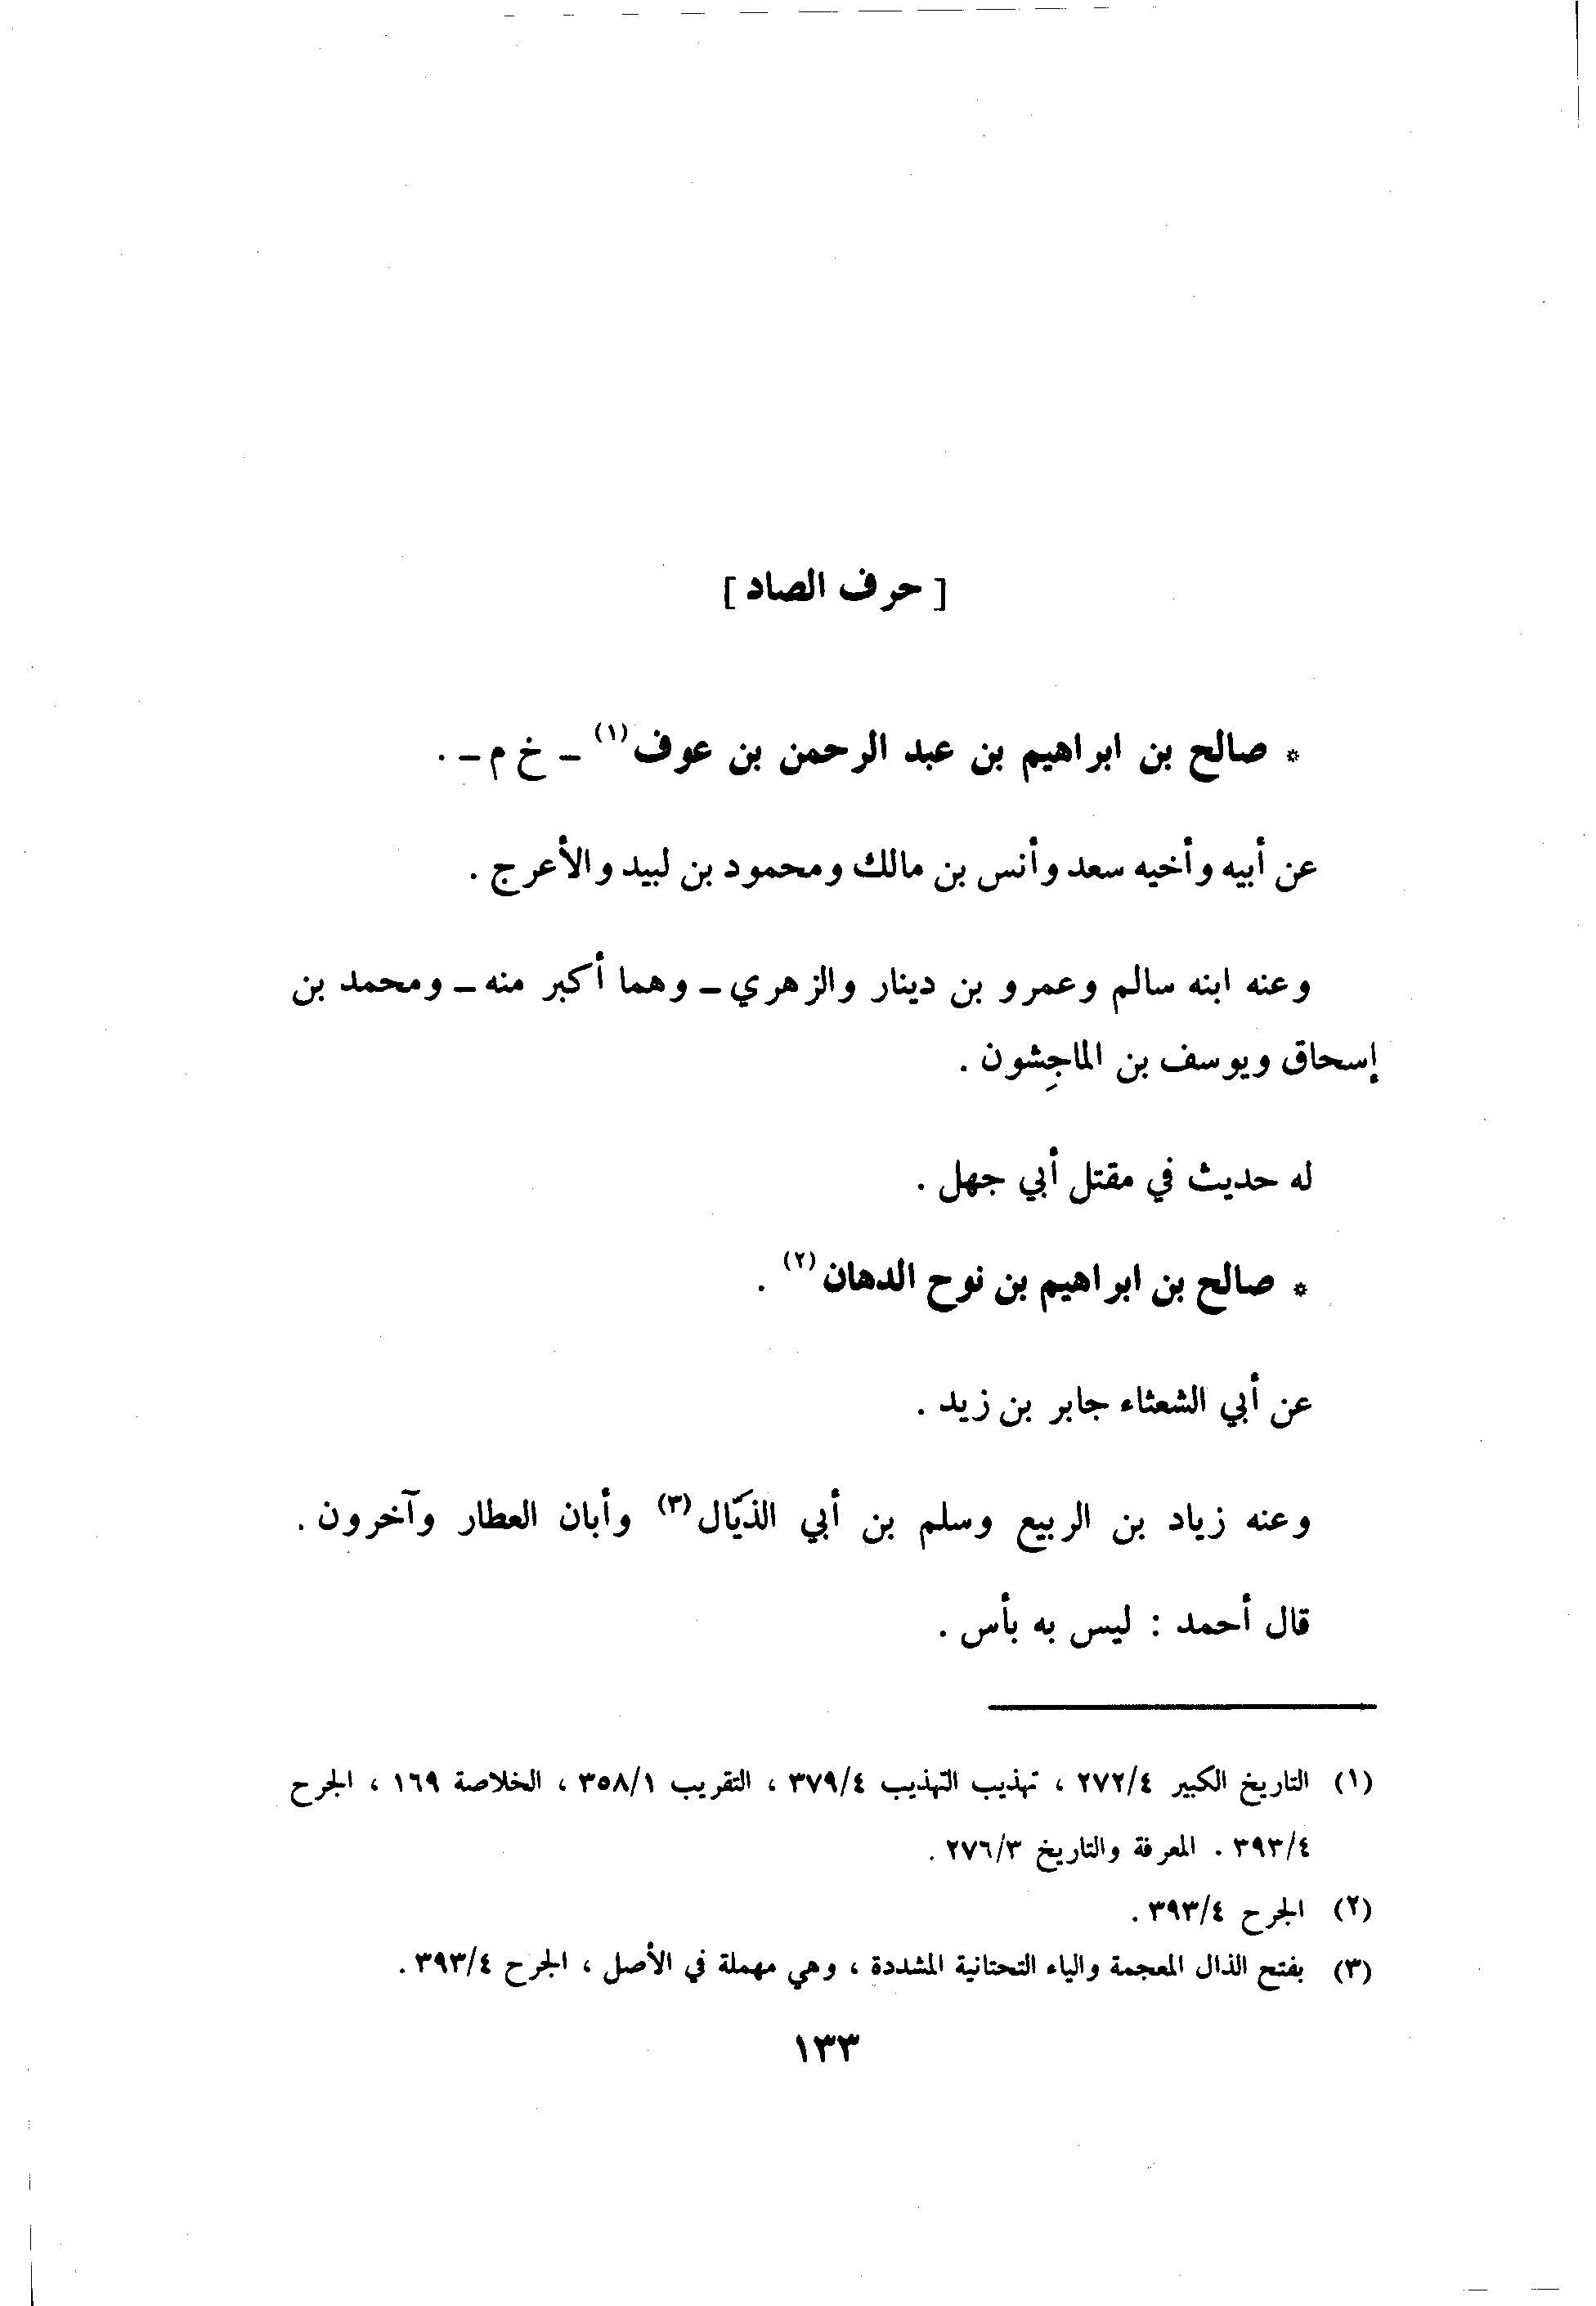 [ حرف الصاد ]
* صالح بن ابراهيم بن عبد الرحمن بن عوف(١) ـ خ م ـ .
عن أبيه وأخيه سعد وأنس بن مالك ومحمود بن لبيد والأعرج .
وعنه ابنه سالم وعمرو بن دينار والزهري ـ وهما أكبر منه ـ ومحمد بن
إسحاق ويوسف بن الماجِشون .
له حديث في مقتل أبي جهل .
* صالح بن ابراهيم بن نوح الدهان(٢) .
عن أبي الشعثاء جابر بن زيد .
وعنه زياد بن الربيع وسلم بن أبي الذيّال(٣) وأبان العطار وآخرون .
قال أحمد : ليس به بأس .
(١) التاريخ الكبير ٢٧٢/٤ ، تهذيب التهذيب ٣٧٩/٤ ، التقريب ٣٥٨/١ ، الخلاصة ١٦٩ ، الجرح
٣٩٣/٤ . المعرفة والتاريخ ٢٧٦/٣ .
(٢) الجرح ٣٩٣/٤ .
(٣) بفتح الذال المعجمة والياء التحتانية المشددة ، وهي مهملة في الأصل ، الجرح ٣٩٣/٤ .
١٣٣